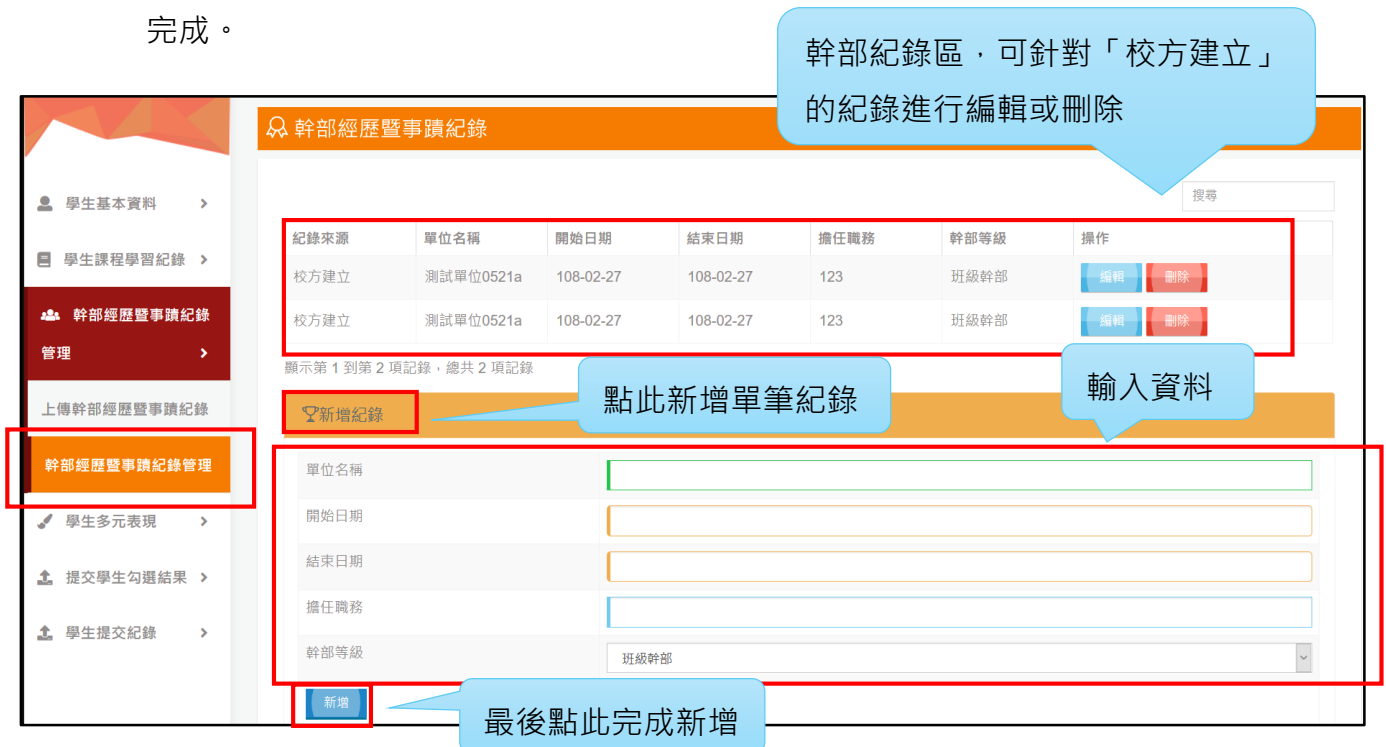 完成。
幹部紀錄區，可針對「校方建立」
的紀錄進行編輯或刪除
幹部經歷暨事蹟紀錄
學生基本資料
學生課程學習紀錄
幹部經歷暨事蹟紀錄
管理
上傳幹部經歷暨事蹟紀錄
幹部經歷暨事蹟紀錄管理
學生多元表現
提交學生勾選結果
學生提交紀錄
搜尋
紀錄來源 單位名稱 開始日期 結束日期 擔任職務 幹部等級 操作
校方建立 測試單位0521a 108-02-27 108-02-27 123 班級幹部 編輯 刪除
校方建立 測試單位0521a 108-02-27 108-02-27 123 班級幹部 編輯 刪除
顯示第 1 到第 2 項記錄，總共 2 項記錄
點此新增單筆紀錄
輸入資料
新增紀錄
單位名稱
開始日期
結束日期
擔任職務
幹部等級 班級幹部
新增
最後點此完成新增